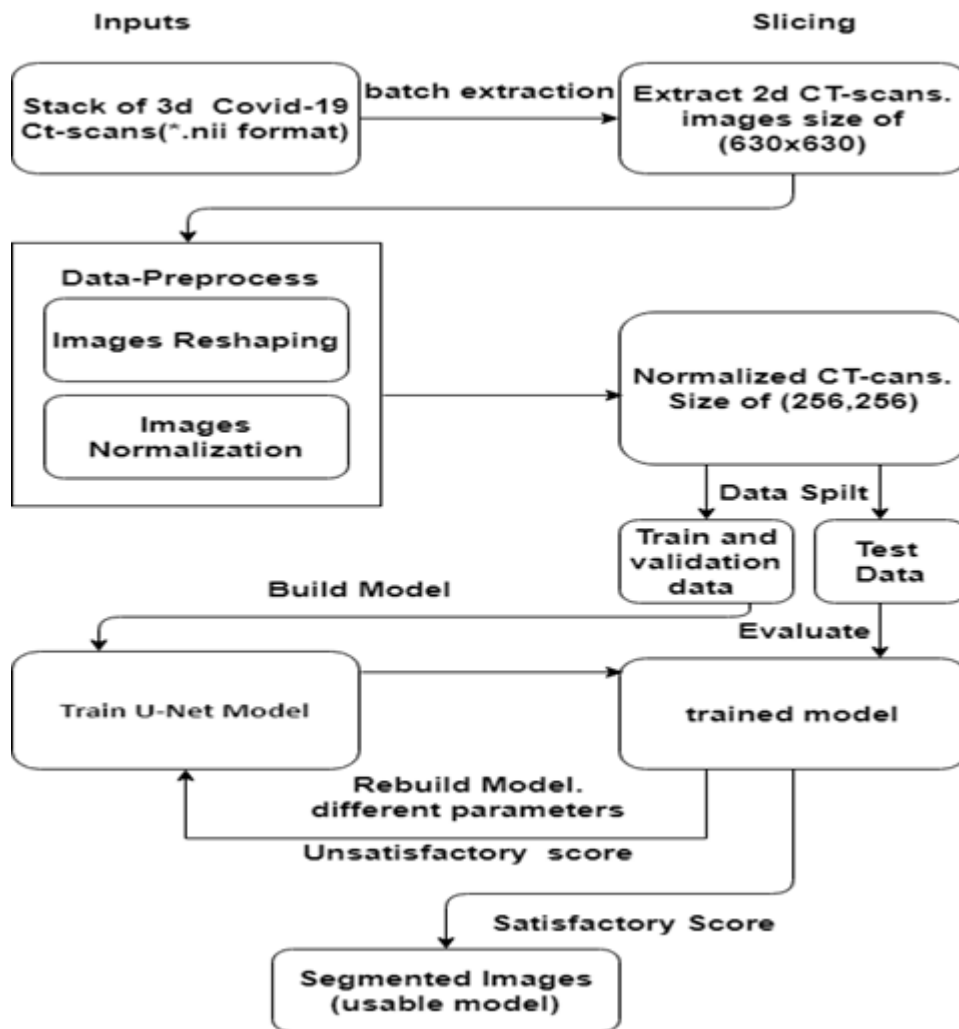 Inputs
Slicing
Stack of 3d Covid-19
Ct-scans(*.nii format)
batch extraction
Extract 2d CT-scans.
images size of
(630x630)
Data-Preprocess
Images Reshaping
Images
Normalization
Normalized CT-cans.
Size of (256,256)
Data Spilt
Train and
validation
data
Test
Data
Build Model
Evaluate
Train U-Net Model
trained model
Rebuild Model.
different parameters
Unsatisfactory score
Satisfactory Score
Segmented Images
(usable model)